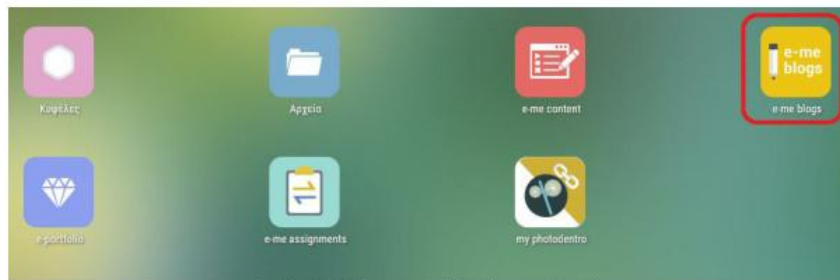 e-me
blogs
Κυψέλες
Αρχεία
e-me content
e-me blogs
e-portfolio
e-me assignments
my photodentro